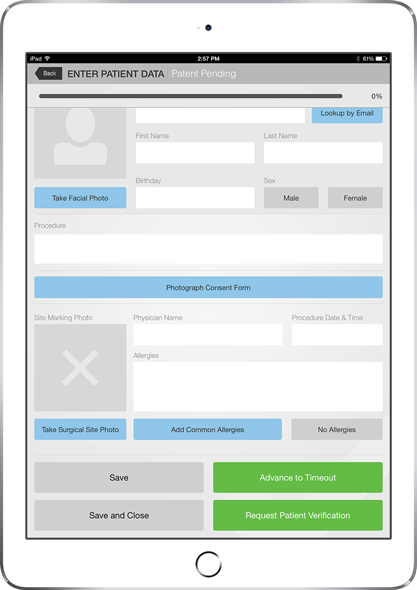 iPad 2:57 PM 61%
Back ENTER PATIENT DATA Patent Pending
0%
Lookup by Email
First Name Last Name
Birthday Sex
Take Facial Photo Male Female
Procedure
Photograph Consent Form
Site Marking Photo Physician Name Procedure Date & Time
Allergies
Take Surgical Site Photo Add Common Allergies No Allergies
Save Advance to Timeout
Save and Close Request Patient Verification